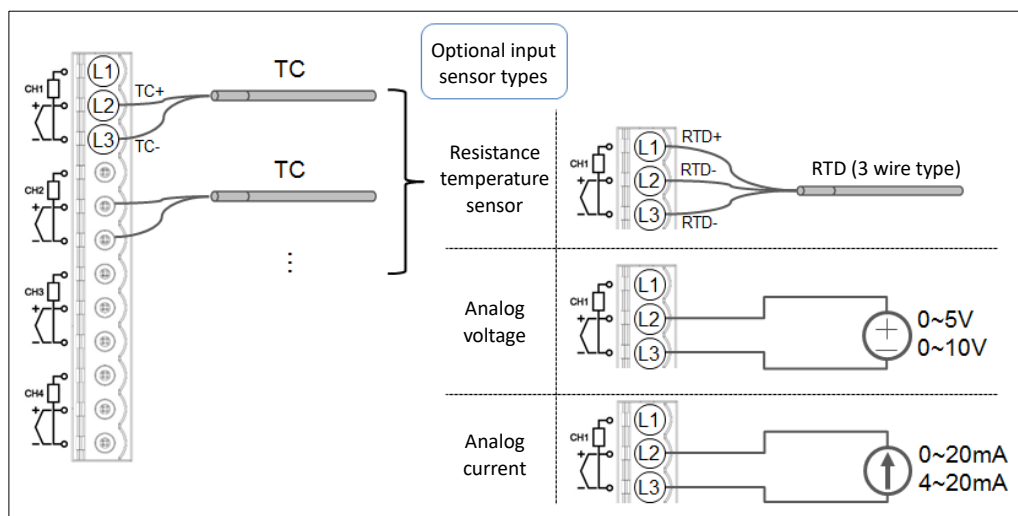 Optional input
sensor types
TC
CH1
L1
L2
L3
TC+
TC-
+
−
TC
CH2
+
−
⋮
CH3
+
−
CH4
+
−
Resistance
temperature
sensor
CH1
L1
L2
L3
RTD+
RTD-
RTD-
+
−
RTD (3 wire type)
Analog
voltage
CH1
L1
L2
L3
+
−
+
−
0~5V
0~10V
Analog
current
CH1
L1
L2
L3
+
−
0~20mA
4~20mA